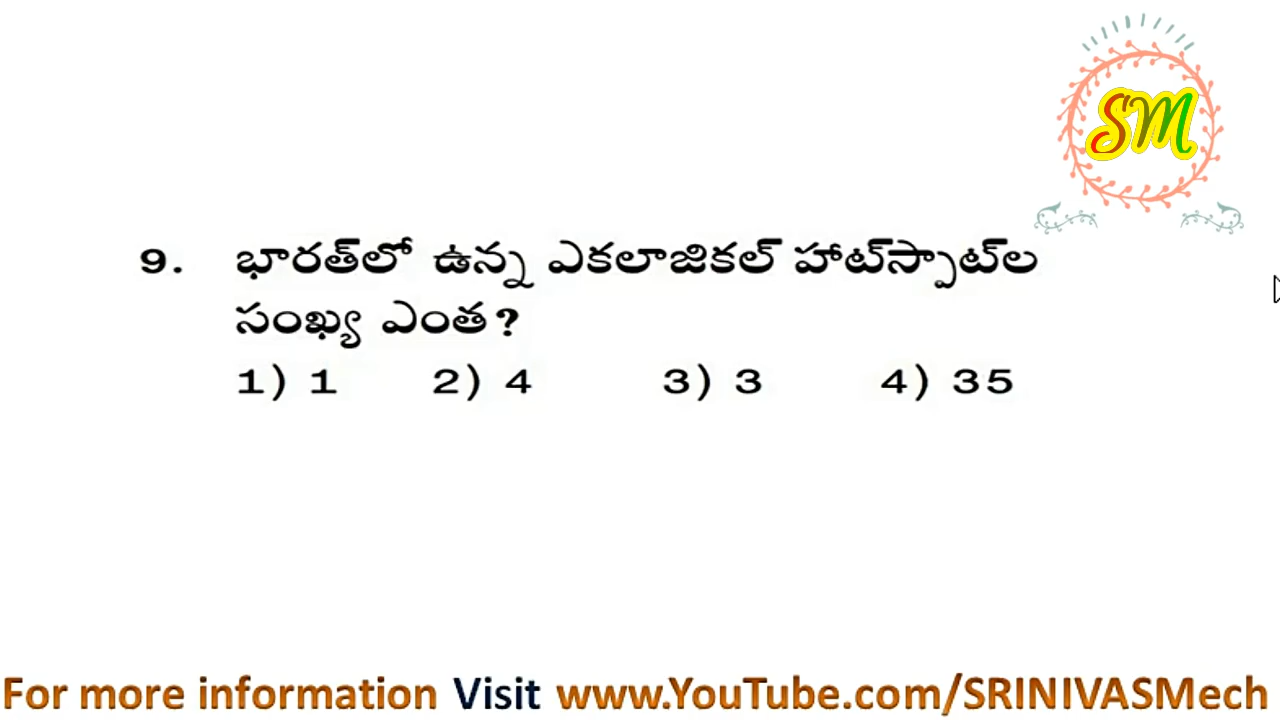 SM
9. భారత్‌లో ఉన్న ఎకలాజికల్ హాట్‌స్పాట్‌ల
సంఖ్య ఎంత?
1) 1 2) 4 3) 3 4) 35
For more information Visit www.YouTube.com/SRINIVASMech